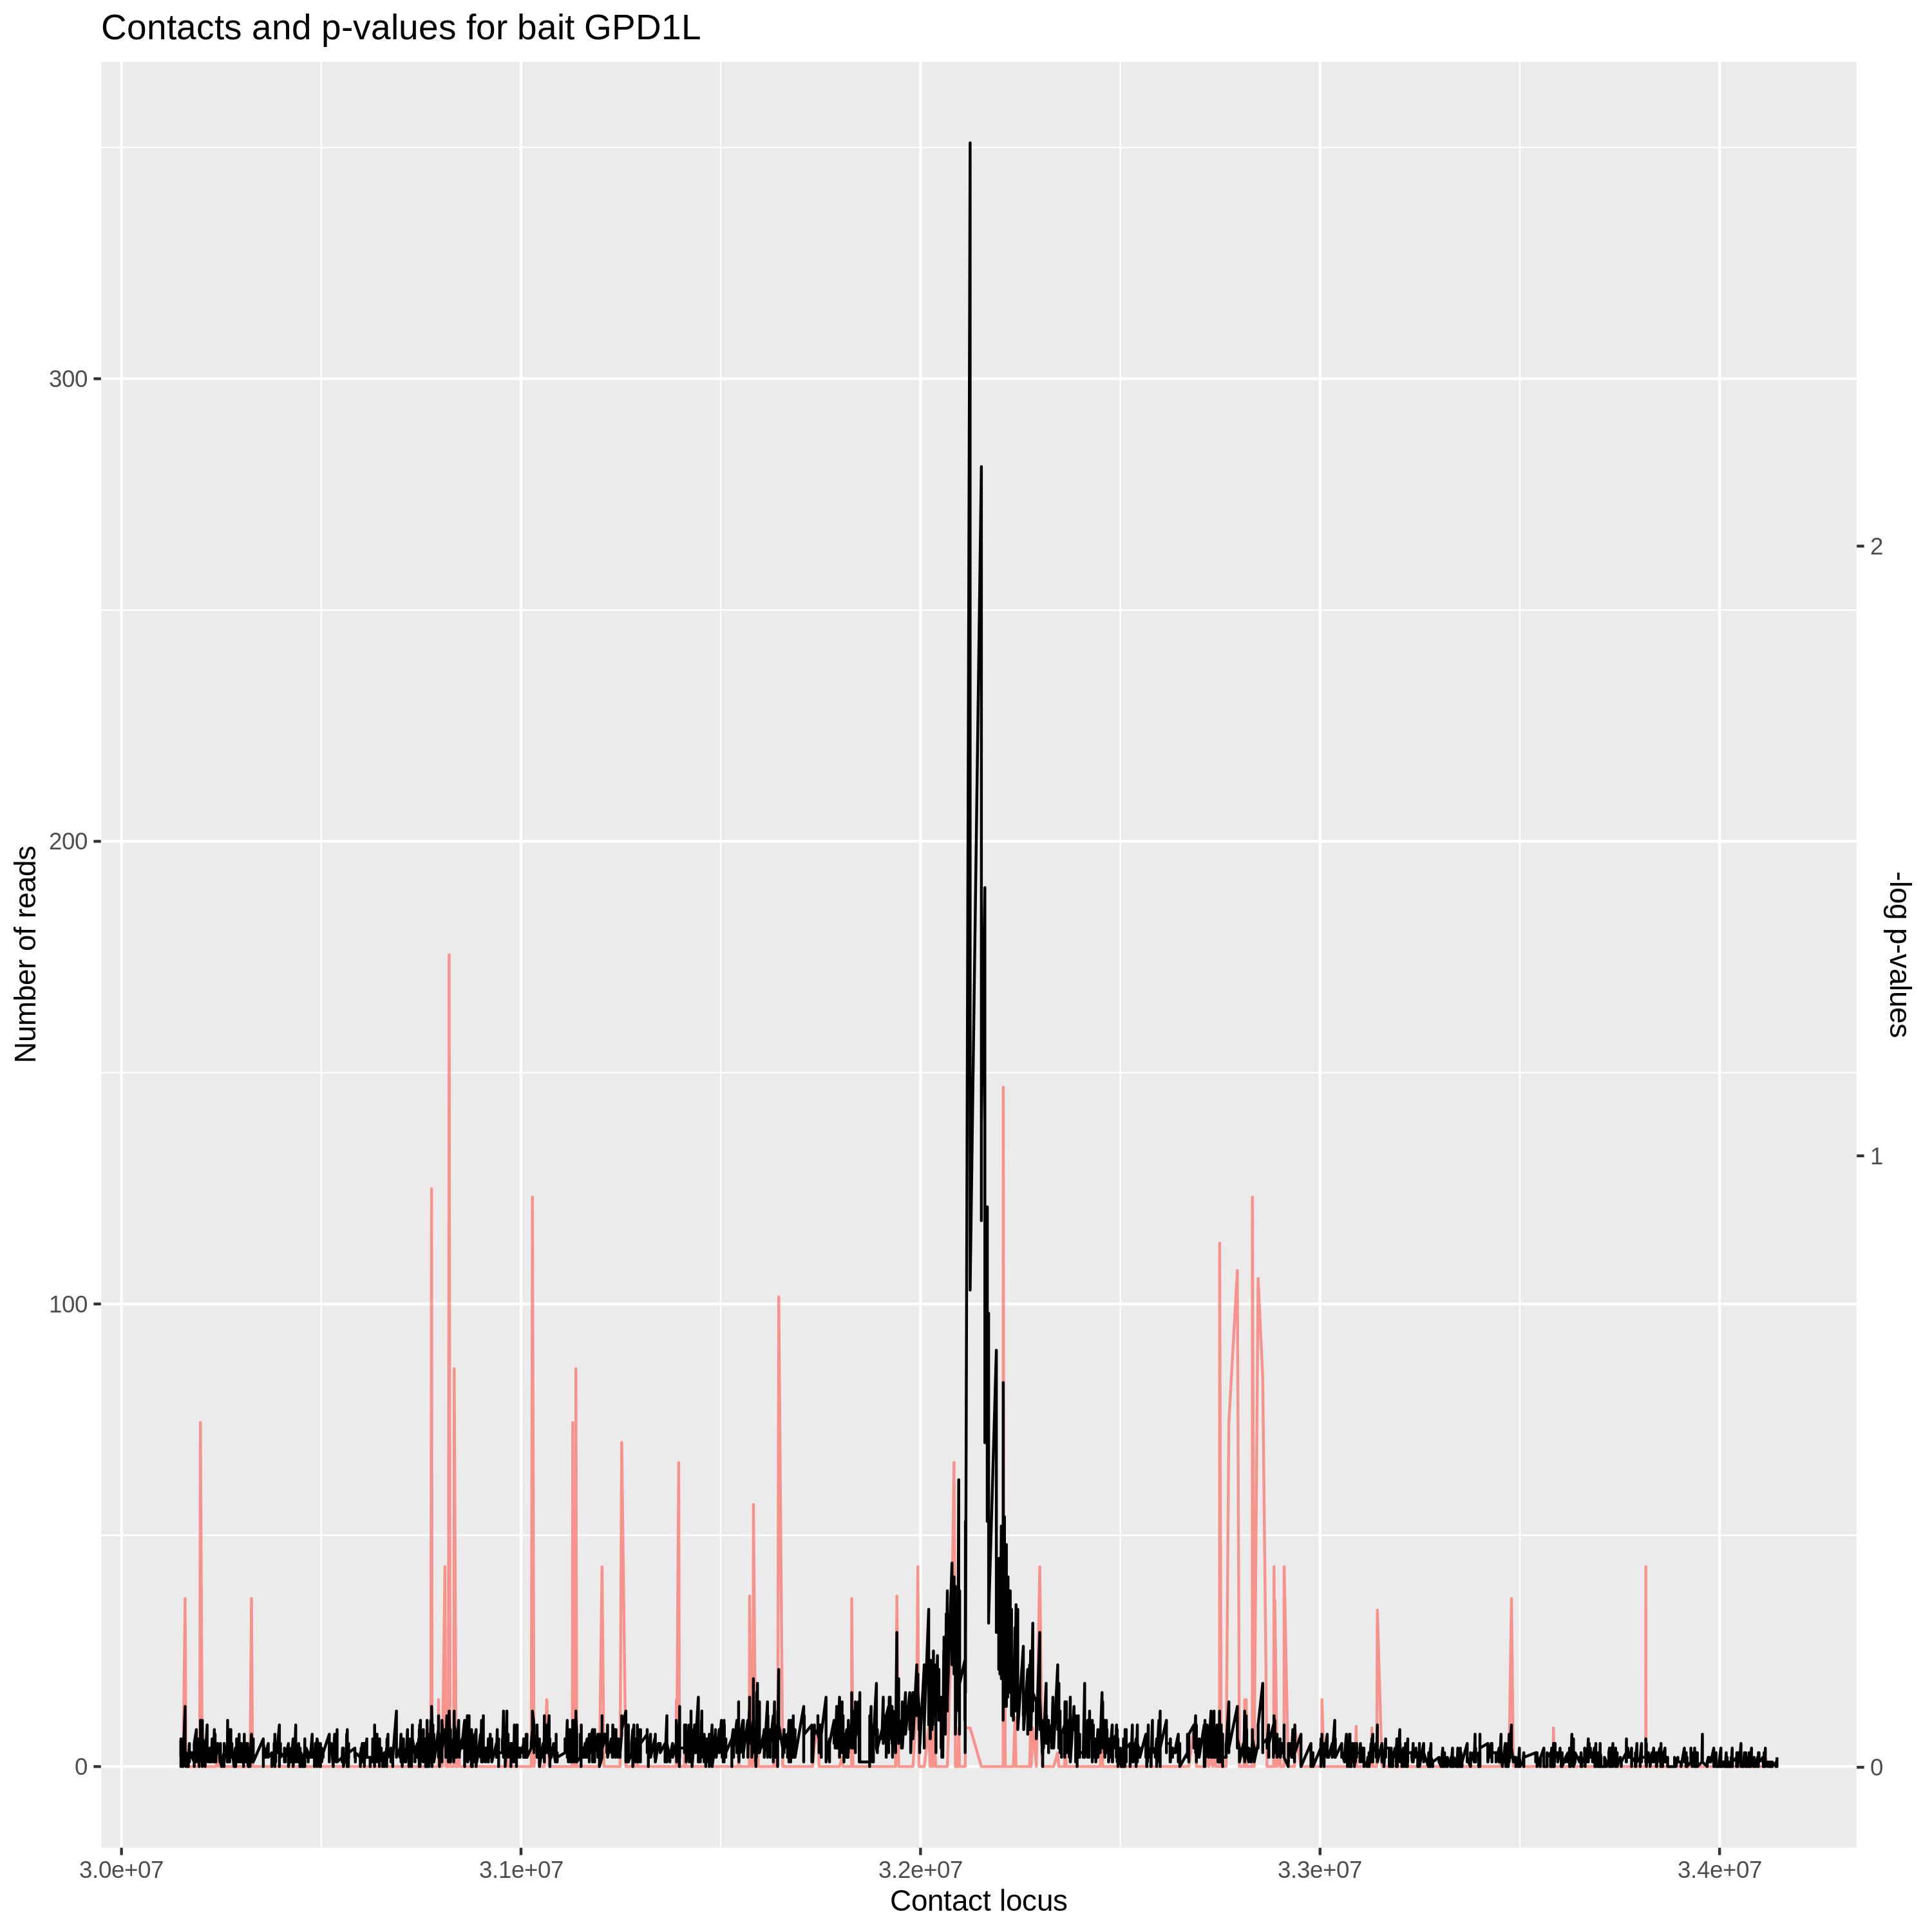 Contacts and p-values for bait GPD1L
300
200
100
0
Number of reads
2
1
0
-log p-values
3.0e+07
3.1e+07
3.2e+07
3.3e+07
3.4e+07
Contact locus